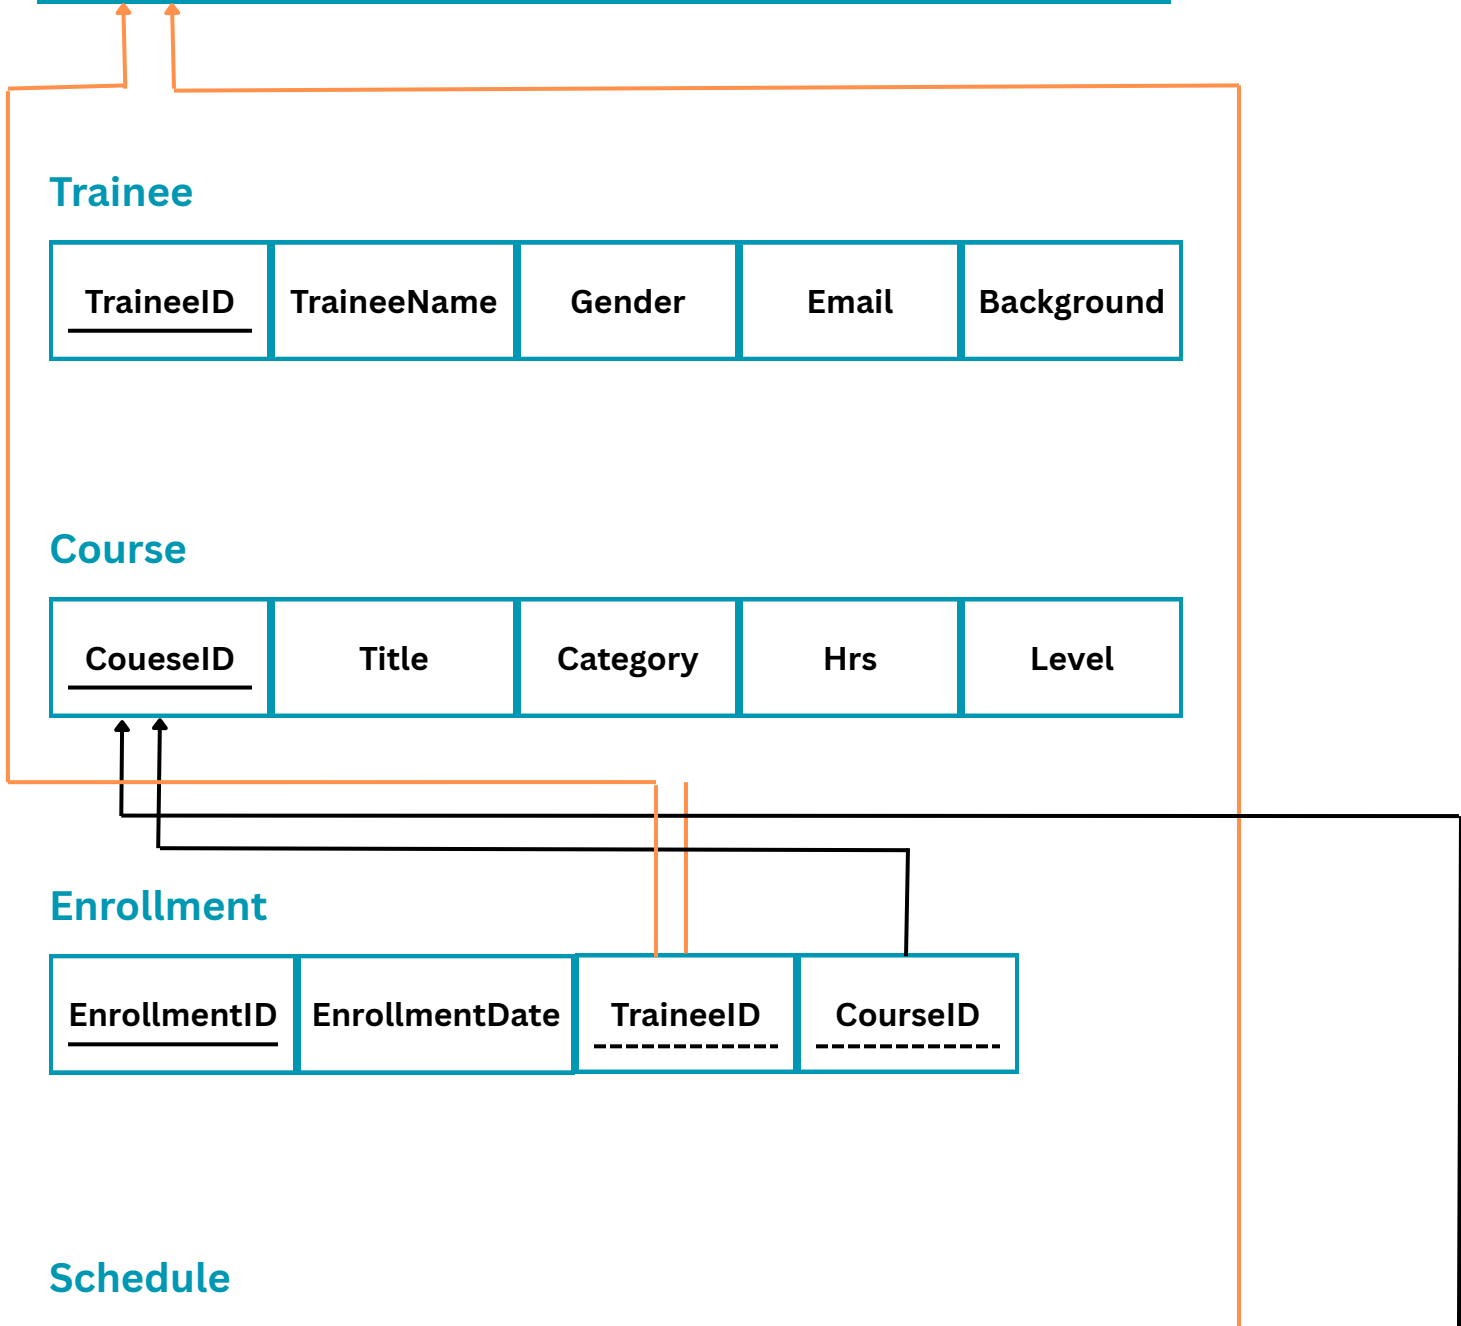 Trainee
TraineeID TraineeName Gender Email Background
Course
CoueseID Title Category Hrs Level
Enrollment
EnrollmentID EnrollmentDate TraineeID CourseID
Schedule